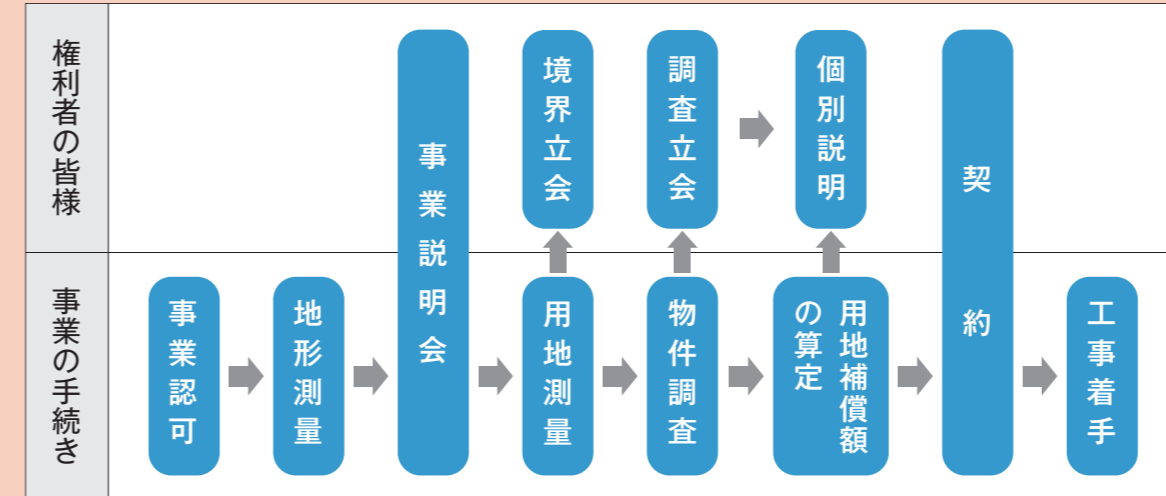 権利者の皆様
事業の手続き
事業認可
地形測量
事業説明会
境界立会
用地測量
調査立会
物件調査
個別説明
用地補償額
の算定
契約
工事着手